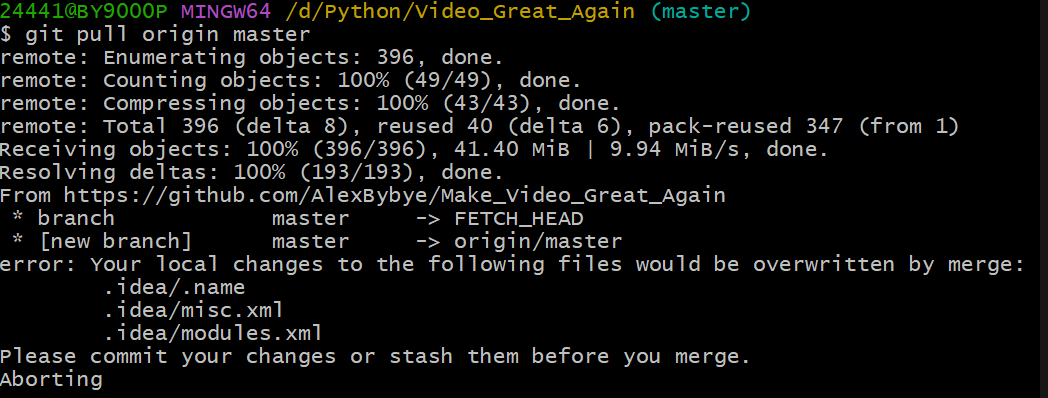 24441@BY9000P MINGW64 /d/Python/Video_Great_Again (master)
$ git pull origin master
remote: Enumerating objects: 396, done.
remote: Counting objects: 100% (49/49), done.
remote: Compressing objects: 100% (43/43), done.
remote: Total 396 (delta 8), reused 40 (delta 6), pack-reused 347 (from 1)
Receiving objects: 100% (396/396), 41.40 MiB | 9.94 MiB/s, done.
Resolving deltas: 100% (193/193), done.
From https://github.com/AlexBybye/Make_Video_Great_Again
 * branch            master     -> FETCH_HEAD
 * [new branch]      master     -> origin/master
error: Your local changes to the following files would be overwritten by merge:
        .idea/.name
        .idea/misc.xml
        .idea/modules.xml
Please commit your changes or stash them before you merge.
Aborting